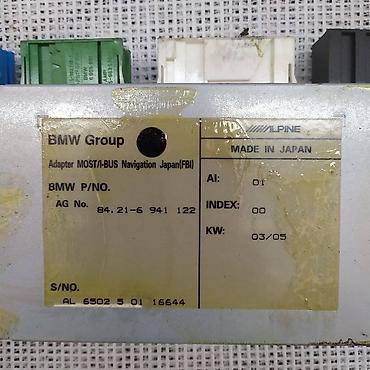 BMW Group
Adapter MOST/I-BUS Navigation Japan(FBI)
BMW P/NO.
AG No. 84.21-6 941 122
S/NO.
AL 6502 5 01 16644
ALPINE
MADE IN JAPAN
AI: 01
INDEX: 00
KW: 03/05